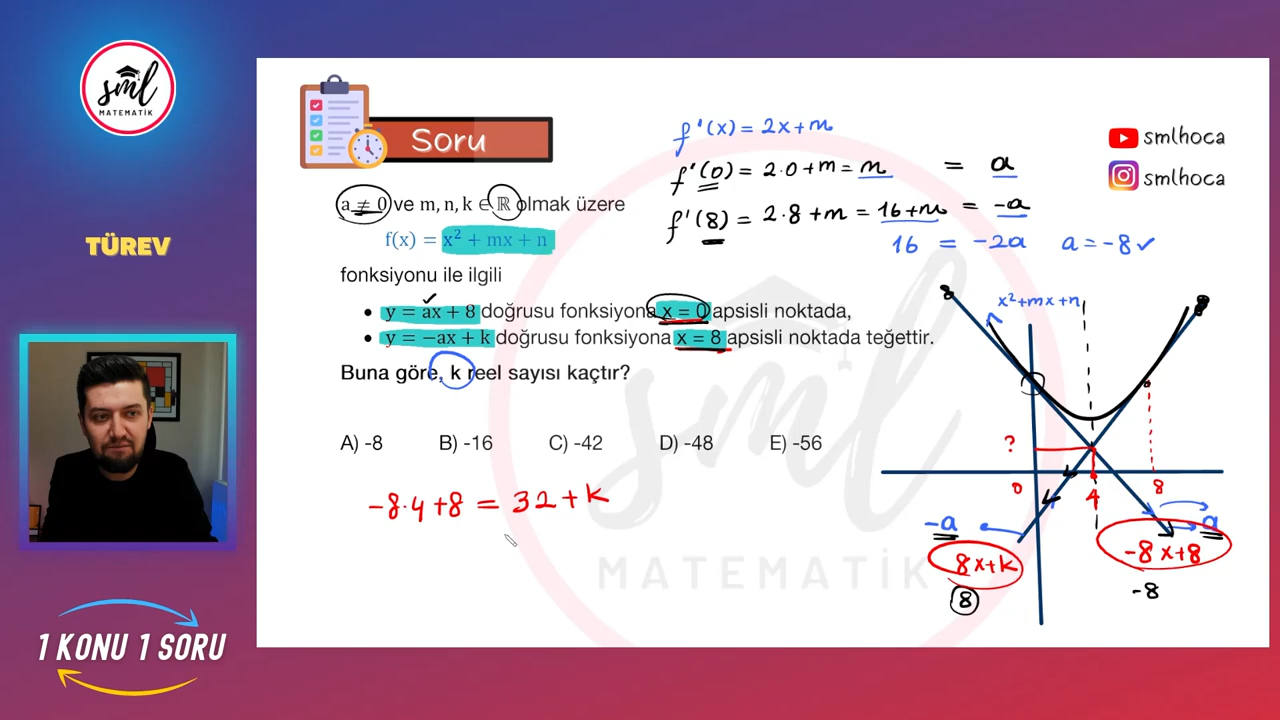 sml
MATEMATİK
TÜREV
1 KONU 1 SORU
Soru
smlhoca
smlhoca
a ≠ 0 ve m, n, k ∈ ℝ olmak üzere
f(x) = x² + mx + n
fonksiyonu ile ilgili
• y = ax + 8 doğrusu fonksiyona x = 0 apsisli noktada,
• y = −ax + k doğrusu fonksiyona x = 8 apsisli noktada teğettir.
Buna göre, k reel sayısı kaçtır?
A) -8 B) -16 C) -42 D) -48 E) -56
-8·4+8 = 32+k
f'(x) = 2x+m
f'(0) = 2·0+m = m = a
f'(8) = 2·8+m = 16+m = -a
16 = -2a a = -8 ✓
x²+mx+n
?
0
4
8
-a
a
8x+k
-8x+8
8
-8
sml
MATEMATİK